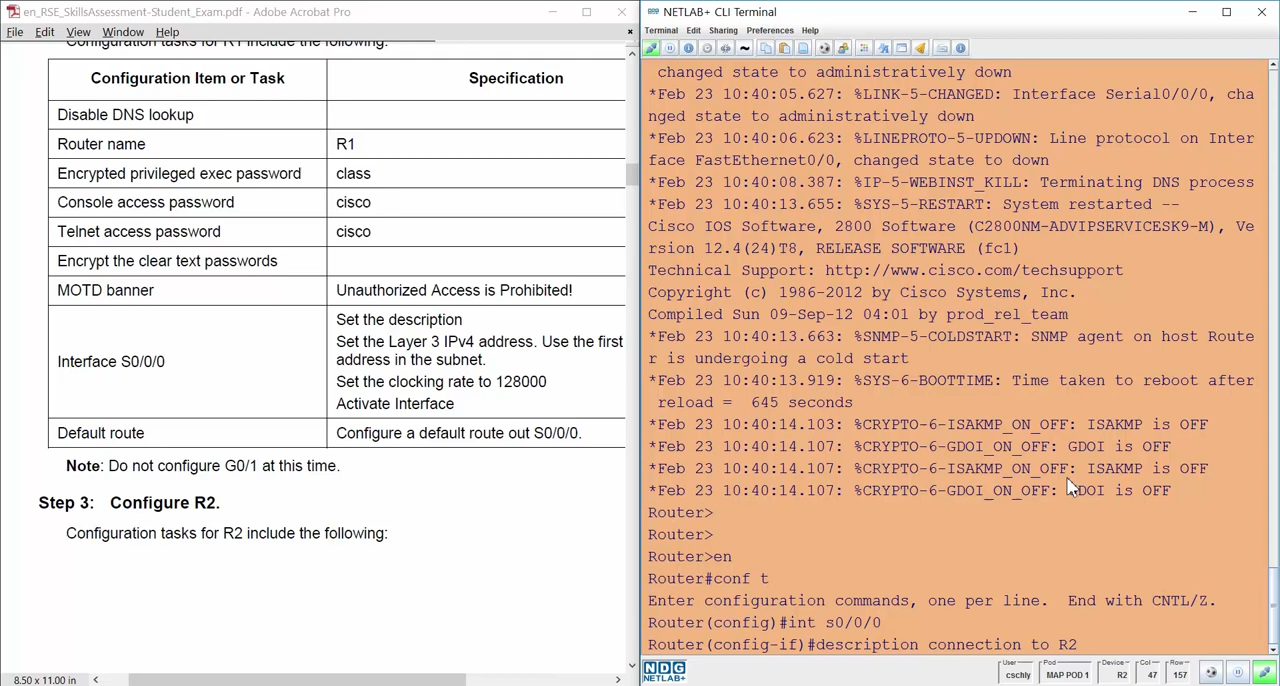 en_RSE_SkillsAssessment-Student_Exam.pdf - Adobe Acrobat Pro
File Edit View Window Help
Configuration tasks for R1 include the following:
Configuration Item or Task Specification
Disable DNS lookup
Router name R1
Encrypted privileged exec password class
Console access password cisco
Telnet access password cisco
Encrypt the clear text passwords
MOTD banner Unauthorized Access is Prohibited!
Interface S0/0/0
Set the description
Set the Layer 3 IPv4 address. Use the first
address in the subnet.
Set the clocking rate to 128000
Activate Interface
Default route Configure a default route out S0/0/0.
Note: Do not configure G0/1 at this time.
Step 3: Configure R2.
Configuration tasks for R2 include the following:
8.50 x 11.00 in
NETLAB+ CLI Terminal
Terminal Edit Sharing Preferences Help
changed state to administratively down
*Feb 23 10:40:05.627: %LINK-5-CHANGED: Interface Serial0/0/0, cha
nged state to administratively down
*Feb 23 10:40:06.623: %LINEPROTO-5-UPDOWN: Line protocol on Inter
face FastEthernet0/0, changed state to down
*Feb 23 10:40:08.387: %IP-5-WEBINST_KILL: Terminating DNS process
*Feb 23 10:40:13.655: %SYS-5-RESTART: System restarted --
Cisco IOS Software, 2800 Software (C2800NM-ADVIPSERVICESK9-M), Ve
rsion 12.4(24)T8, RELEASE SOFTWARE (fc1)
Technical Support: http://www.cisco.com/techsupport
Copyright (c) 1986-2012 by Cisco Systems, Inc.
Compiled Sun 09-Sep-12 04:01 by prod_rel_team
*Feb 23 10:40:13.663: %SNMP-5-COLDSTART: SNMP agent on host Route
r is undergoing a cold start
*Feb 23 10:40:13.919: %SYS-6-BOOTTIME: Time taken to reboot after
reload =  645 seconds
*Feb 23 10:40:14.103: %CRYPTO-6-ISAKMP_ON_OFF: ISAKMP is OFF
*Feb 23 10:40:14.107: %CRYPTO-6-GDOI_ON_OFF: GDOI is OFF
*Feb 23 10:40:14.107: %CRYPTO-6-ISAKMP_ON_OFF: ISAKMP is OFF
*Feb 23 10:40:14.107: %CRYPTO-6-GDOI_ON_OFF: GDOI is OFF
Router>
Router>
Router>en
Router#conf t
Enter configuration commands, one per line.  End with CNTL/Z.
Router(config)#int s0/0/0
Router(config-if)#description connection to R2
NDG
NETLAB+
User cschly
Pod MAP POD 1
Device R2
Col 47
Row 157